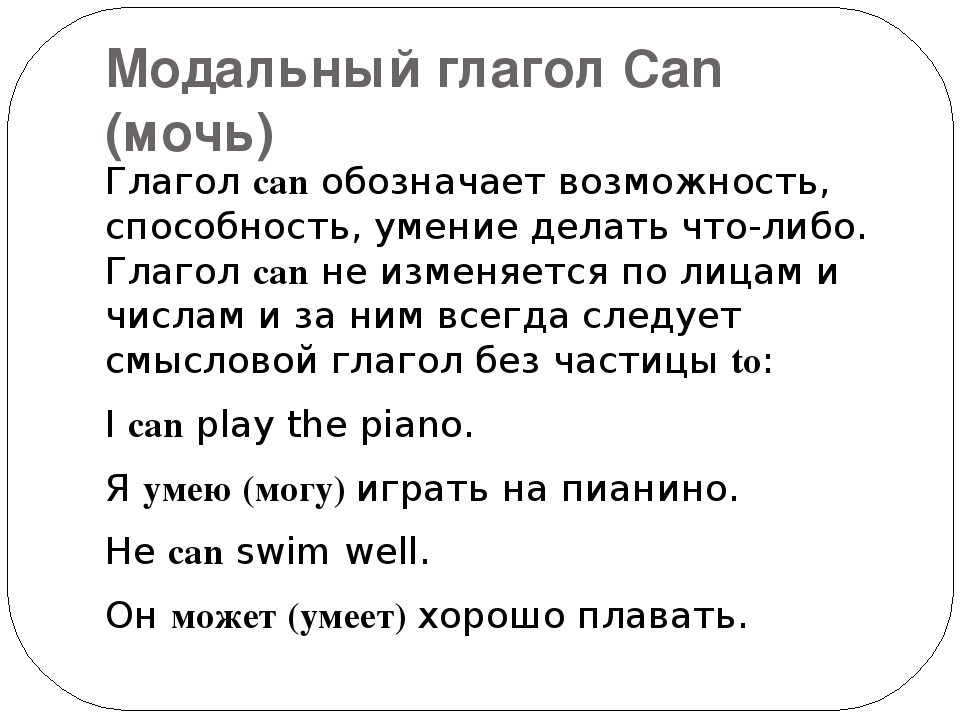 Модальный глагол Can
(мочь)
Глагол can обозначает возможность,
способность, умение делать что-либо.
Глагол can не изменяется по лицам и
числам и за ним всегда следует
смысловой глагол без частицы to:
I can play the piano.
Я умею (могу) играть на пианино.
He can swim well.
Он может (умеет) хорошо плавать.